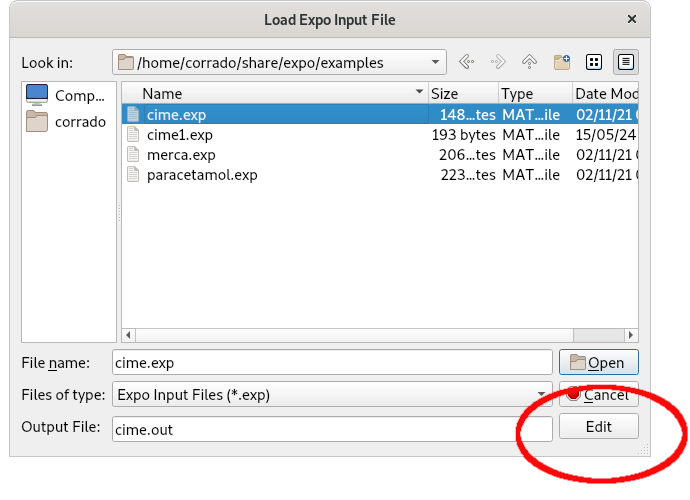 Load Expo Input File
Look in: /home/corrado/share/expo/examples
Comp...
corrado
Name Size Type Date Mod
cime.exp 148...tes MAT...ile 02/11/21
cime1.exp 193 bytes MAT...ile 15/05/24
merca.exp 206...tes MAT...ile 02/11/21
paracetamol.exp 223...tes MAT...ile 02/11/21
File name: cime.exp Open
Files of type: Expo Input Files (*.exp) Cancel
Output File: cime.out Edit